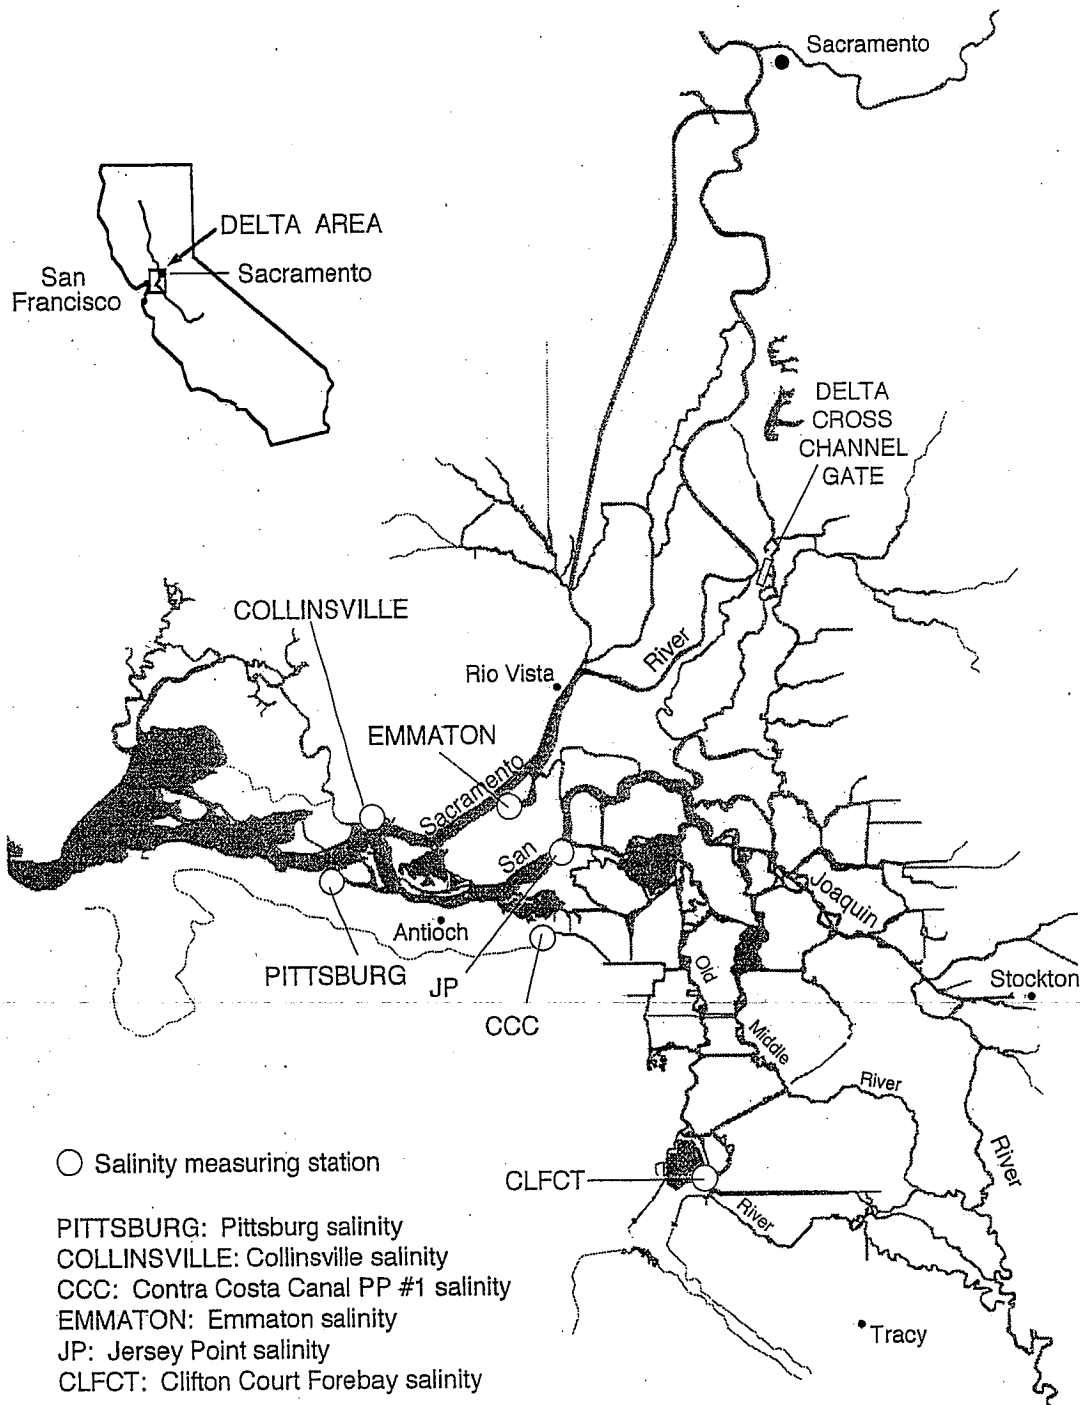 Sacramento
DELTA AREA
Sacramento
San
Francisco
DELTA
CROSS
CHANNEL
GATE
COLLINSVILLE
River
Rio Vista
EMMATON
Sacramento
San
Joaquin
Antioch
Old
PITTSBURG
JP
Stockton
CCC
Middle
River
River
Salinity measuring station
CLFCT
River
PITTSBURG: Pittsburg salinity
COLLINSVILLE: Collinsville salinity
CCC: Contra Costa Canal PP #1 salinity
EMMATON: Emmaton salinity
JP: Jersey Point salinity
Tracy
CLFCT: Clifton Court Forebay salinity